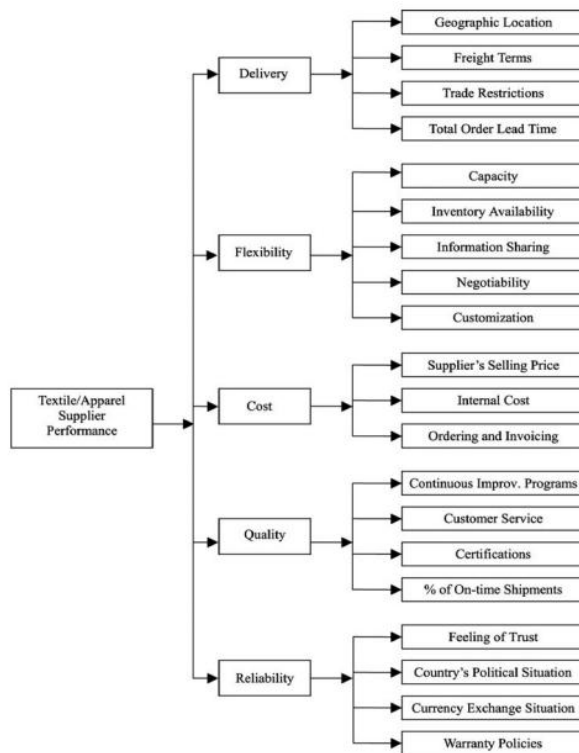 Geographic Location
Freight Terms
Delivery
Trade Restrictions
Total Order Lead Time
Capacity
Inventory Availability
Flexibility
Information Sharing
Negotiability
Customization
Supplier's Selling Price
Textile/Apparel
Supplier
Performance
Cost
Internal Cost
Ordering and Invoicing
Continuous Improv. Programs
Customer Service
Quality
Certifications
% of On-time Shipments
Feeling of Trust
Reliability
Country's Political Situation
Currency Exchange Situation
Warranty Policies